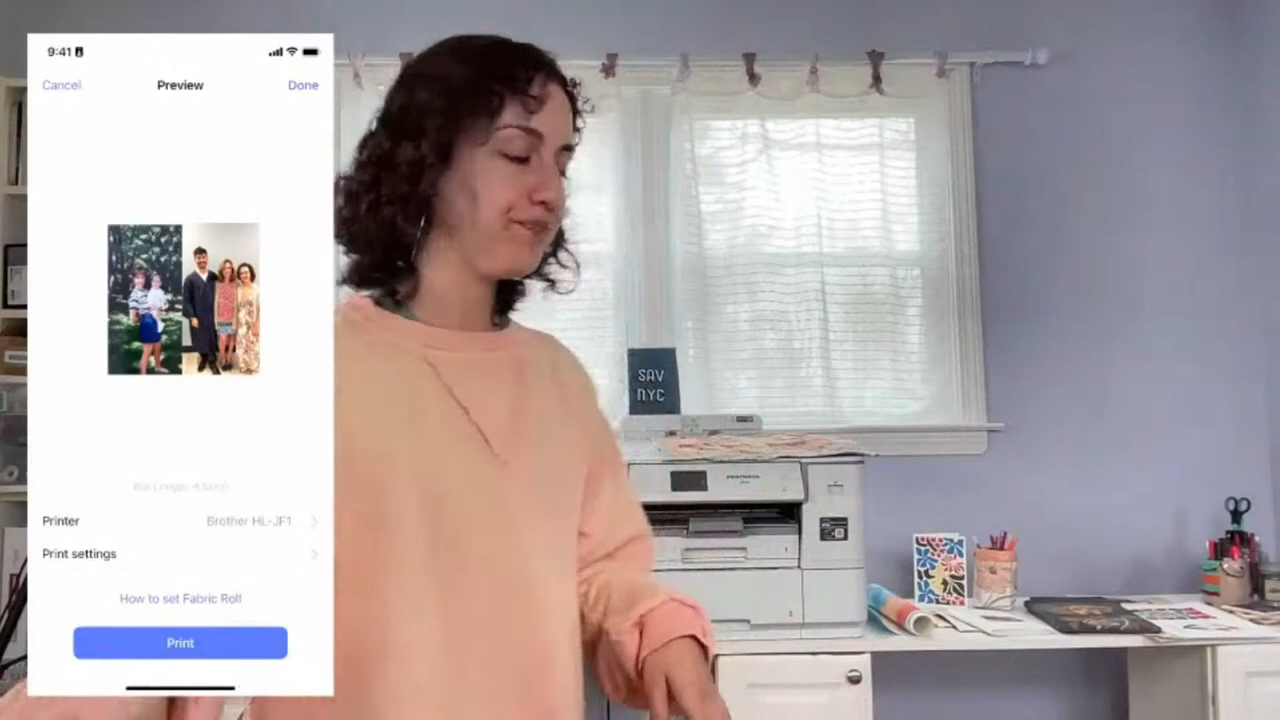 9:41
Cancel
Preview
Done
Printer
Brother HL-JF1
Print settings
How to set Fabric Roll
Print
SAV
NYC